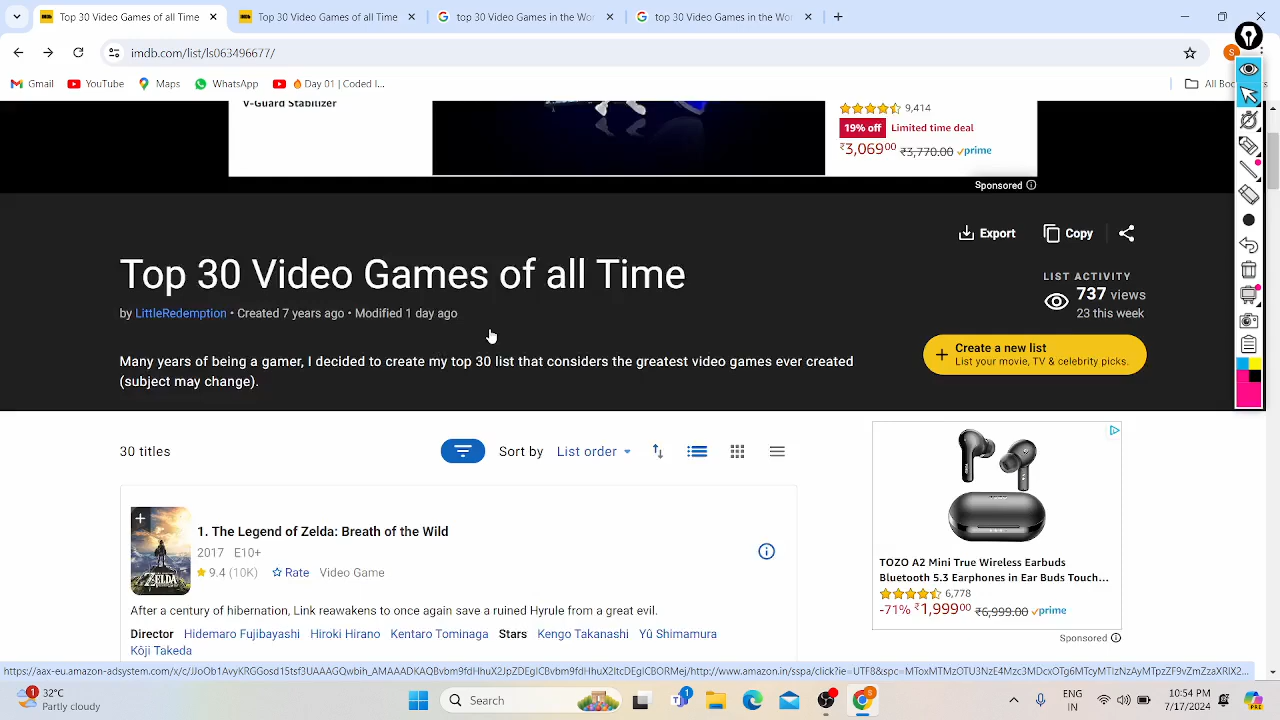 Top 30 Video Games of all Time
Top 30 Video Games of all Time
top 30 Video Games in the Wor
top 30 Video Games in the Wor
imdb.com/list/ls063496677/
S
Gmail
YouTube
Maps
WhatsApp
Day 01 | Coded I...
All Bo
V-Guard Stabilizer
9,414
19% off Limited time deal
₹3,069⁰⁰ ₹3,770.00 prime
Sponsored
Export
Copy
Top 30 Video Games of all Time
LIST ACTIVITY
737 views
23 this week
by LittleRedemption • Created 7 years ago • Modified 1 day ago
Create a new list
List your movie, TV & celebrity picks.
Many years of being a gamer, I decided to create my top 30 list that considers the greatest video games ever created
(subject may change).
30 titles
Sort by List order
1. The Legend of Zelda: Breath of the Wild
2017 E10+
9.4 (10K) Rate Video Game
After a century of hibernation, Link reawakens to once again save a ruined Hyrule from a great evil.
Director Hidemaro Fujibayashi Hiroki Hirano Kentaro Tominaga Stars Kengo Takanashi Yû Shimamura
Kôji Takeda
TOZO A2 Mini True Wireless Earbuds
Bluetooth 5.3 Earphones in Ear Buds Touch...
6,778
-71% ₹1,999⁰⁰ ₹6,999.00 prime
Sponsored
1
32°C
Partly cloudy
Search
1
ENG
IN
10:54 PM
7/17/2024